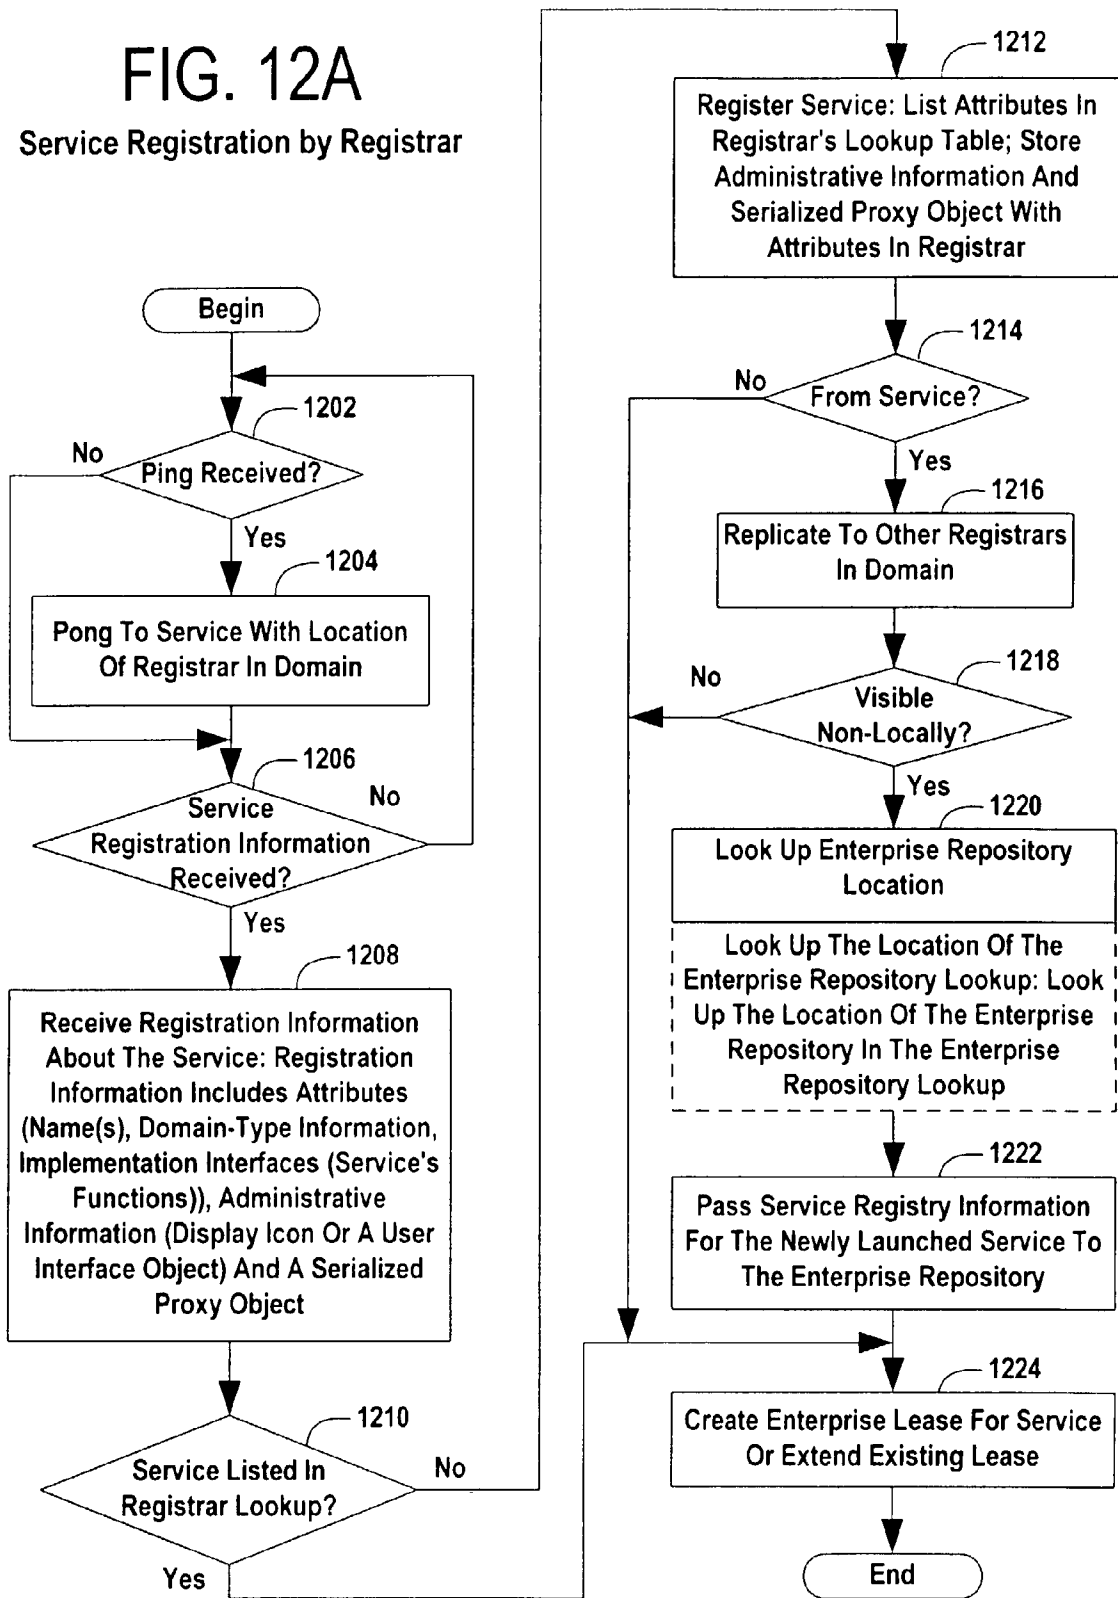 FIG. 12A
Service Registration by Registrar
Begin
1202
Ping Received?
No
Yes
1204
Pong To Service With Location
Of Registrar In Domain
1206
Service
Registration Information
Received?
No
Yes
1208
Receive Registration Information
About The Service: Registration
Information Includes Attributes
(Name(s), Domain-Type Information,
Implementation Interfaces (Service's
Functions)), Administrative
Information (Display Icon Or A User
Interface Object) And A Serialized
Proxy Object
1210
Service Listed In
Registrar Lookup?
No
Yes
1212
Register Service: List Attributes In
Registrar's Lookup Table; Store
Administrative Information And
Serialized Proxy Object With
Attributes In Registrar
1214
From Service?
No
Yes
1216
Replicate To Other Registrars
In Domain
1218
Visible
Non-Locally?
No
Yes
1220
Look Up Enterprise Repository
Location
Look Up The Location Of The
Enterprise Repository Lookup: Look
Up The Location Of The Enterprise
Repository In The Enterprise
Repository Lookup
1222
Pass Service Registry Information
For The Newly Launched Service To
The Enterprise Repository
1224
Create Enterprise Lease For Service
Or Extend Existing Lease
End